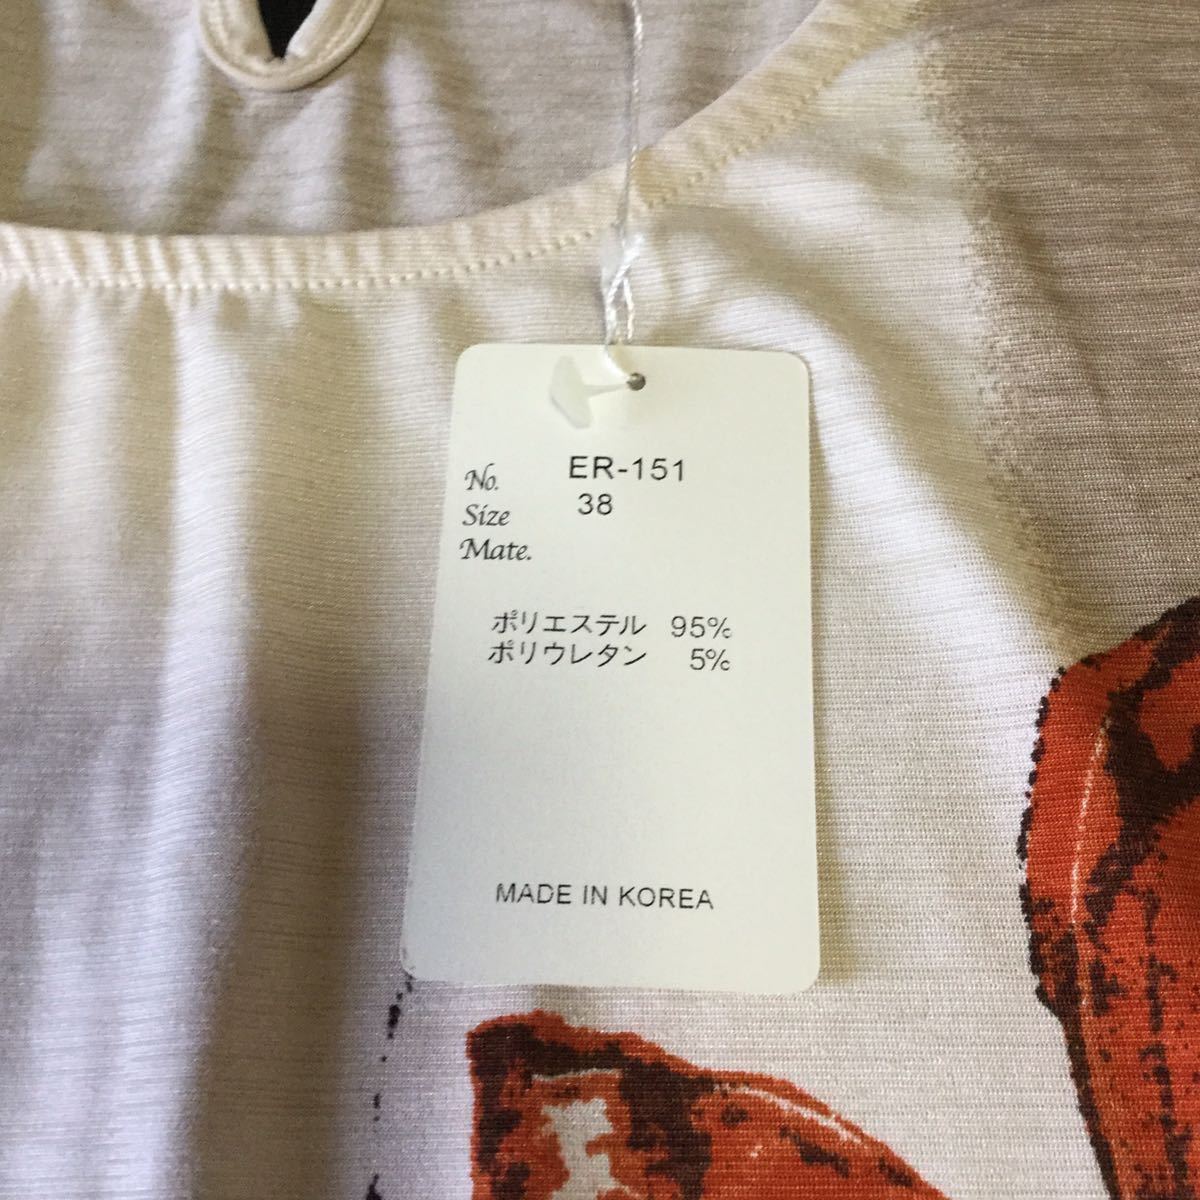 No. ER-151
Size 38
Mate.
ポリエステル 95%
ポリウレタン 5%
MADE IN KOREA